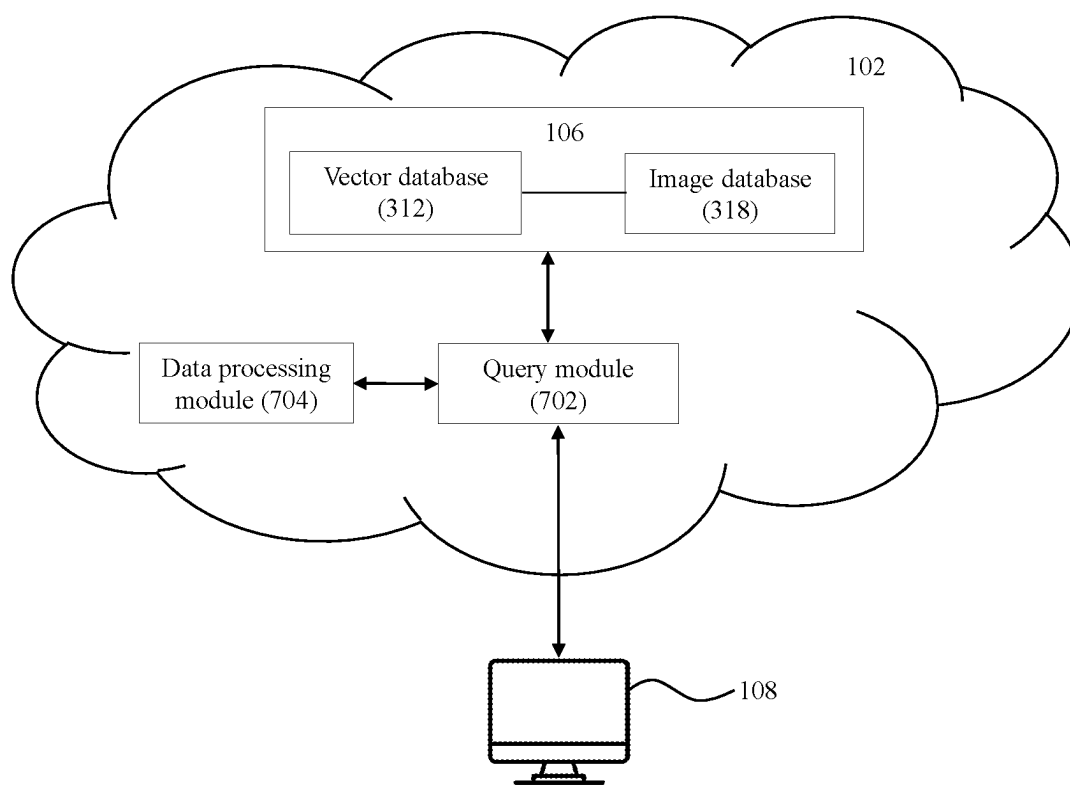 102
106
Vector database
(312)
Image database
(318)
Data processing
module (704)
Query module
(702)
108